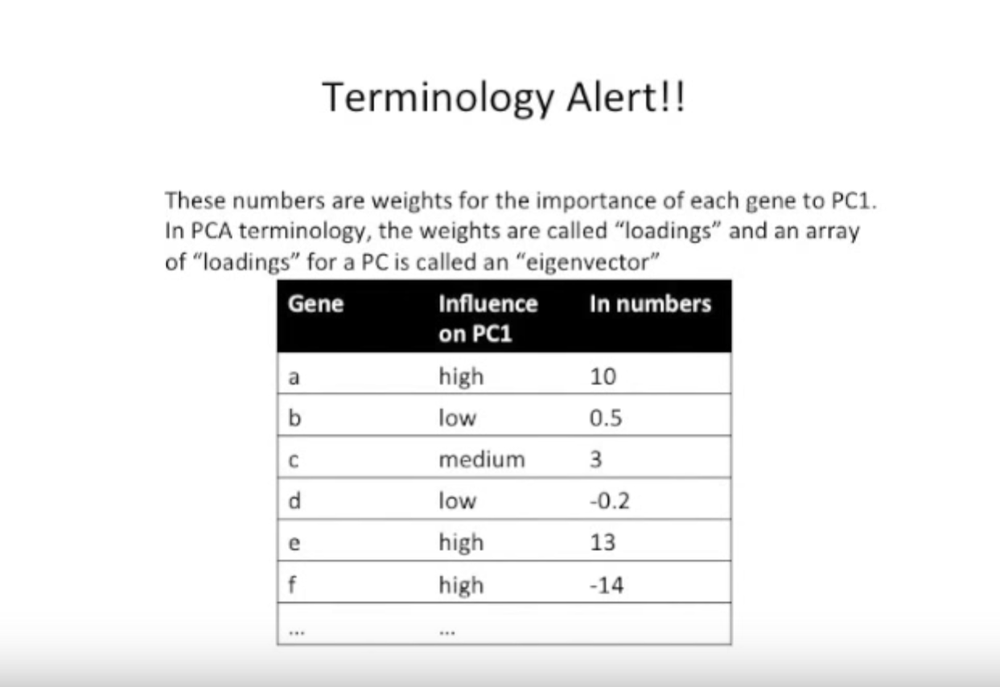 Terminology Alert!!
These numbers are weights for the importance of each gene to PC1.
In PCA terminology, the weights are called “loadings” and an array
of “loadings” for a PC is called an “eigenvector”
Gene Influence on PC1 In numbers
a high 10
b low 0.5
c medium 3
d low -0.2
e high 13
f high -14
... ...